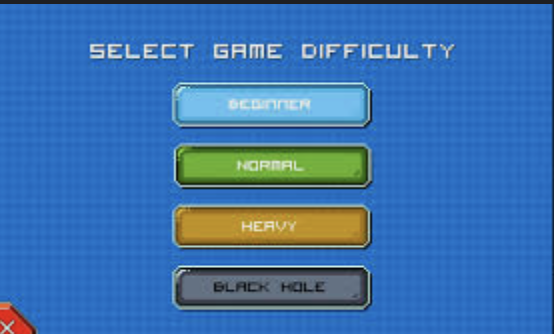 SELECT GAME DIFFICULTY
BEGINNER
NORMAL
HEAVY
BLACK HOLE